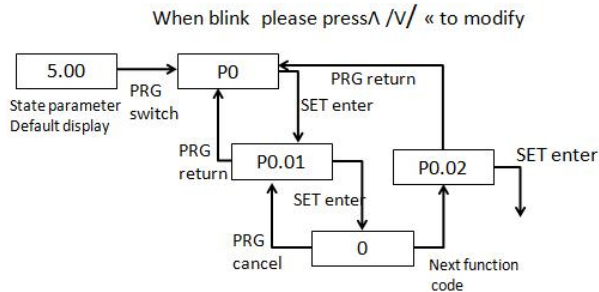 When blink please press∧ /V/ « to modify
5.00
P0
PRG return
PRG
switch
State parameter
Default display
SET enter
PRG
return
P0.01
P0.02
SET enter
SET enter
PRG
cancel
0
Next function
code